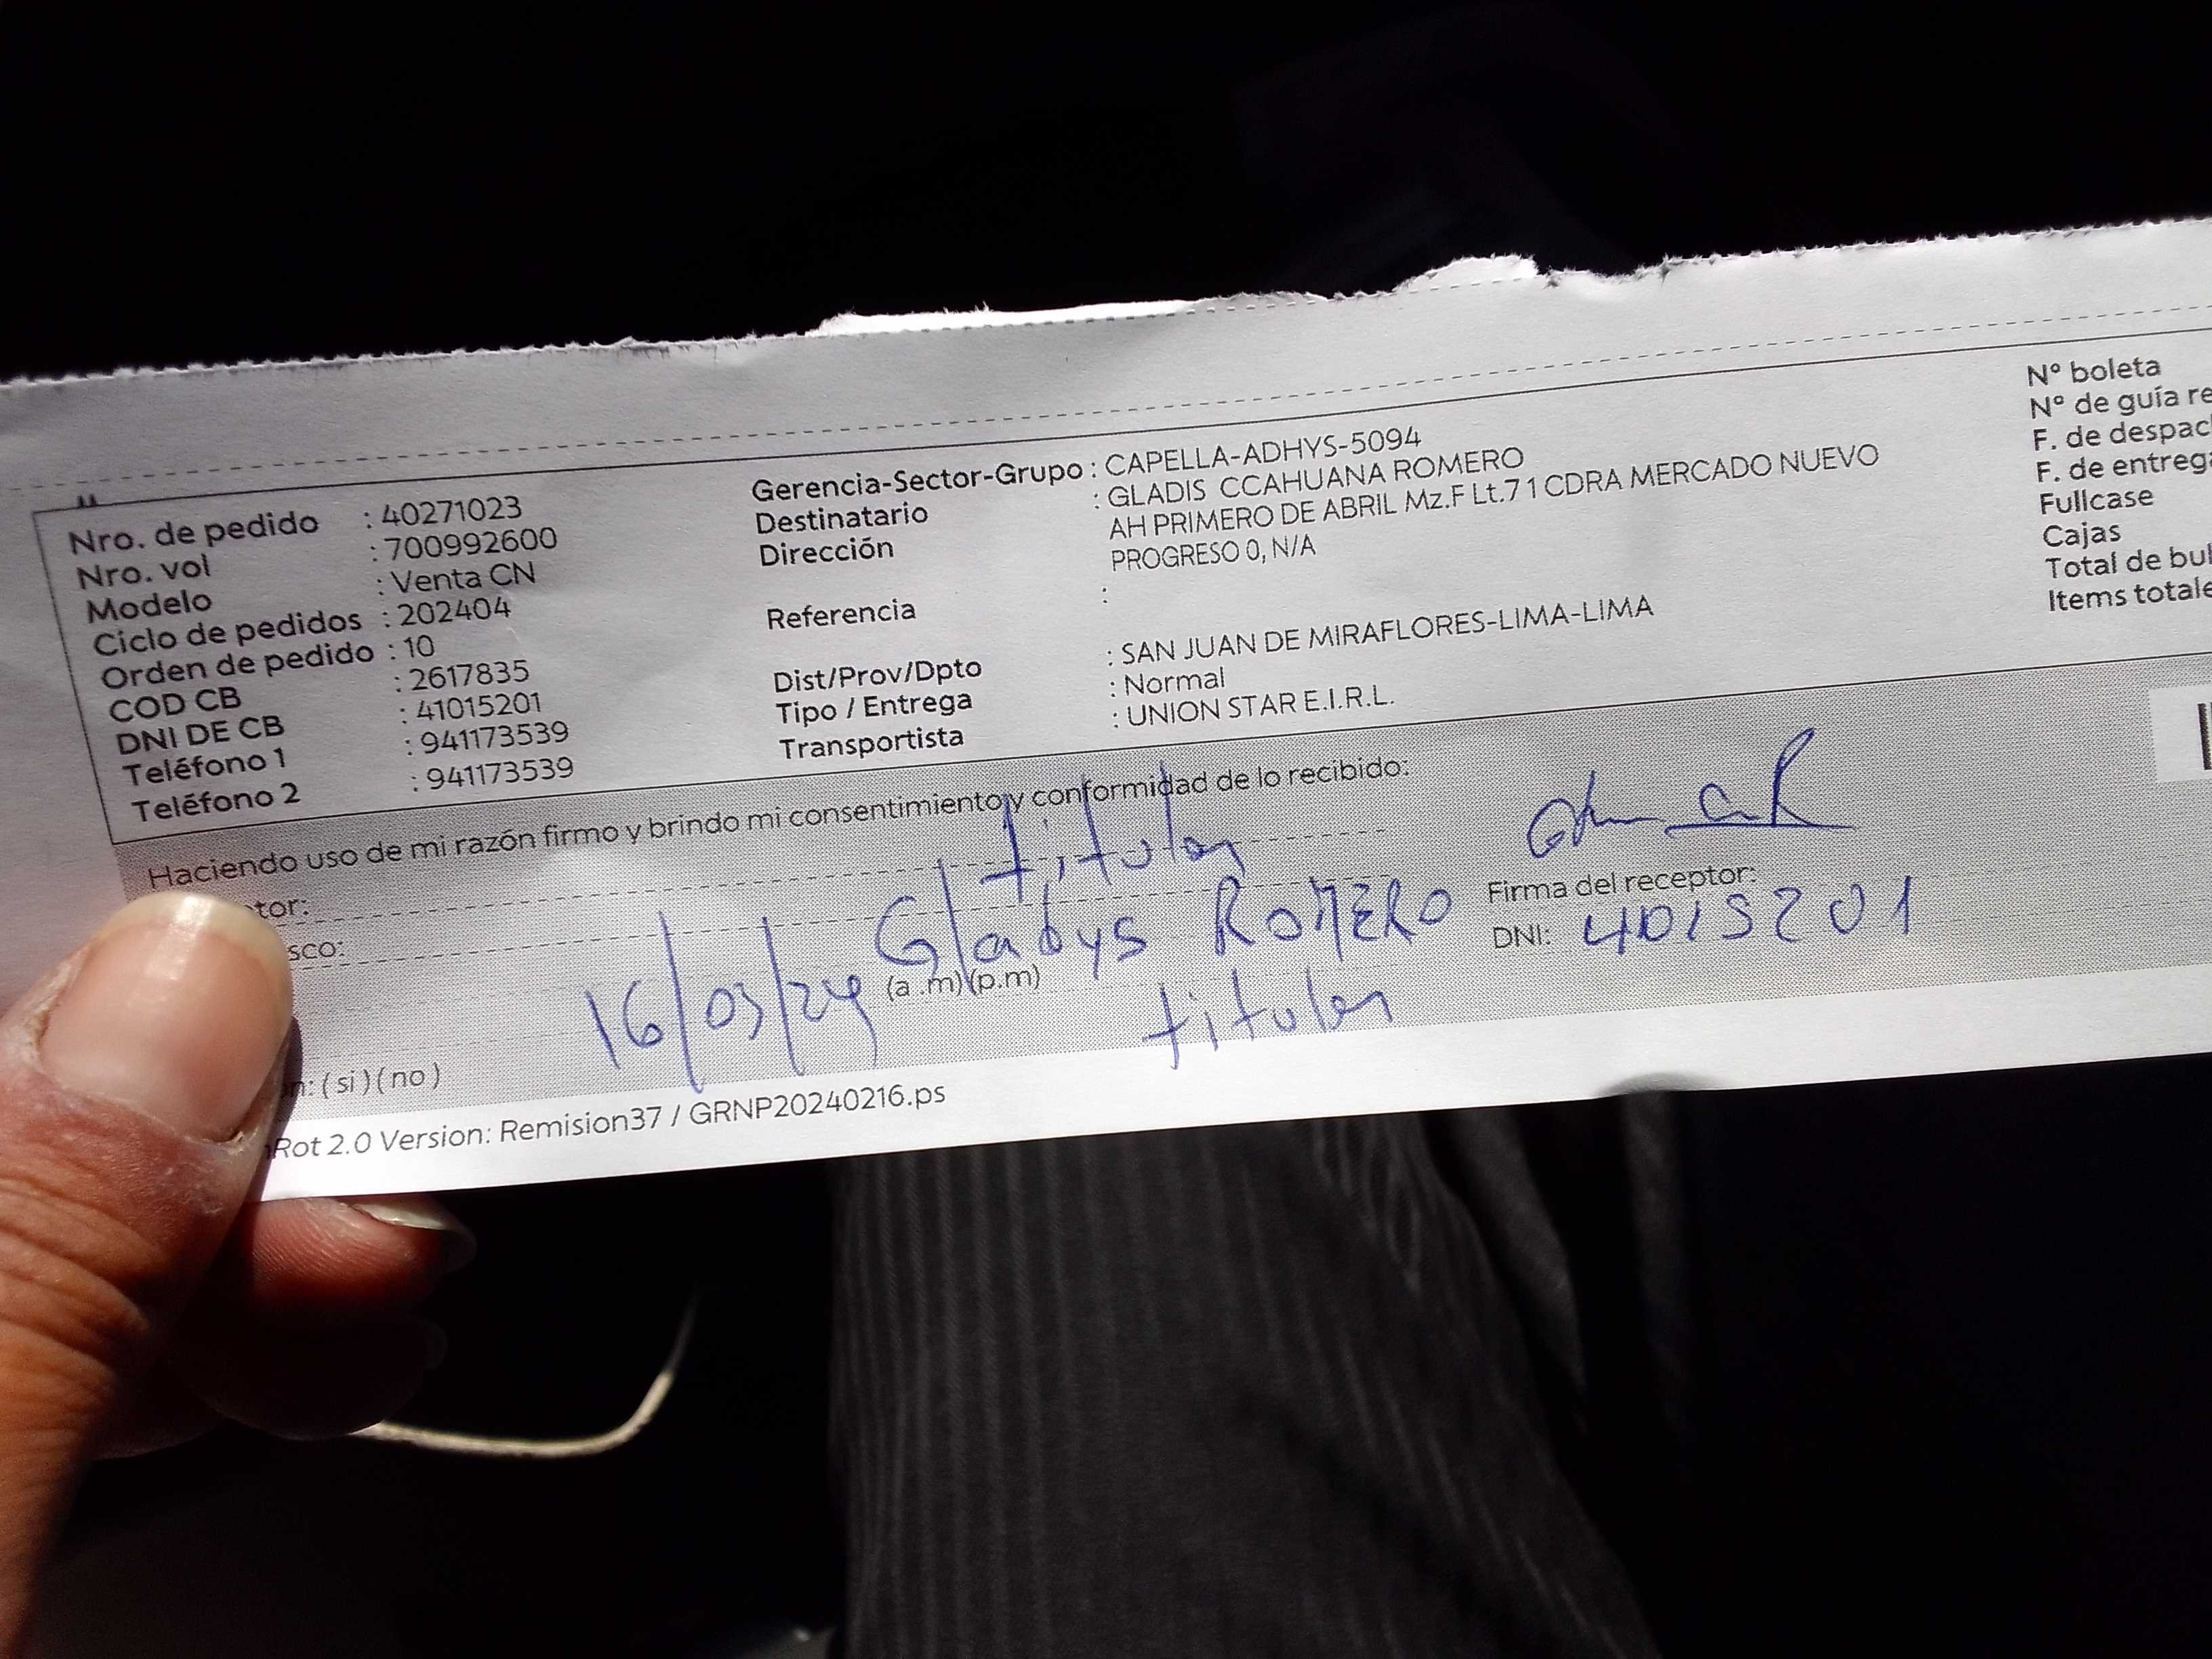 Nro. de pedido : 40271023
Nro. vol : 700992600
Modelo : Venta CN
Ciclo de pedidos : 202404
Orden de pedido : 10
COD CB : 2617835
DNI DE CB : 41015201
Teléfono 1 : 941173539
Teléfono 2 : 941173539
Gerencia-Sector-Grupo : CAPELLA-ADHYS-5094
Destinatario : GLADIS CCAHUANA ROMERO
Dirección AH PRIMERO DE ABRIL Mz.F Lt.7 1 CDRA MERCADO NUEVO
PROGRESO 0, N/A
Referencia :
Dist/Prov/Dpto : SAN JUAN DE MIRAFLORES-LIMA-LIMA
Tipo / Entrega : Normal
Transportista : UNION STAR E.I.R.L.
N° boleta
N° de guía re
F. de despac
F. de entrega
Fullcase
Cajas
Total de bul
Items totale
Haciendo uso de mi razón firmo y brindo mi consentimiento y conformidad de lo recibido:
titular
tor:
Gladys ROMERO
sco:
Firma del receptor:
DNI: 4015201
16/03/24 (a .m) (p.m)
titular
n: ( si ) ( no )
Rot 2.0 Version: Remision37 / GRNP20240216.ps